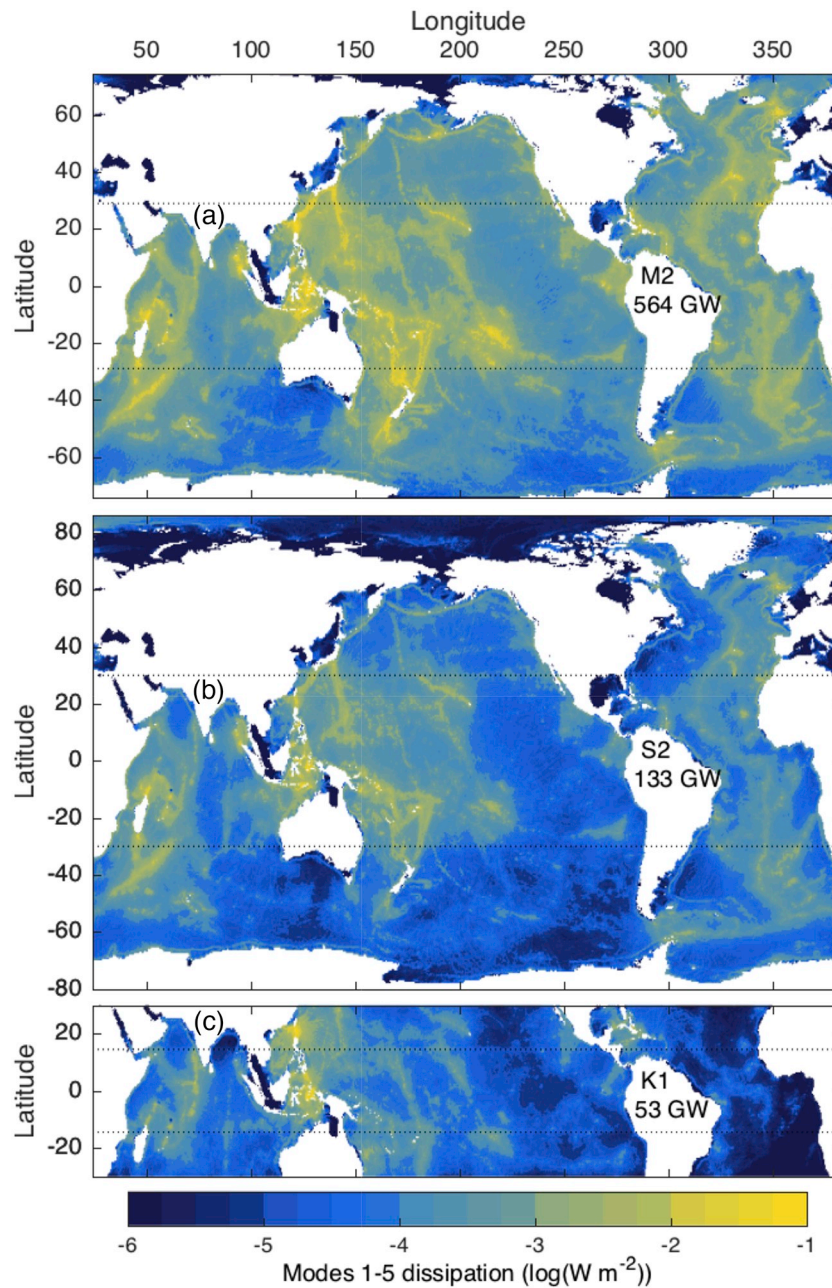 Longitude
50 100 150 200 250 300 350
Latitude
60
40
20
0
-20
-40
-60
(a)
M2
564 GW
Latitude
80
60
40
20
0
-20
-40
-60
-80
(b)
S2
133 GW
Latitude
20
0
-20
(c)
K1
53 GW
-6 -5 -4 -3 -2 -1
Modes 1-5 dissipation (log(W m⁻²))